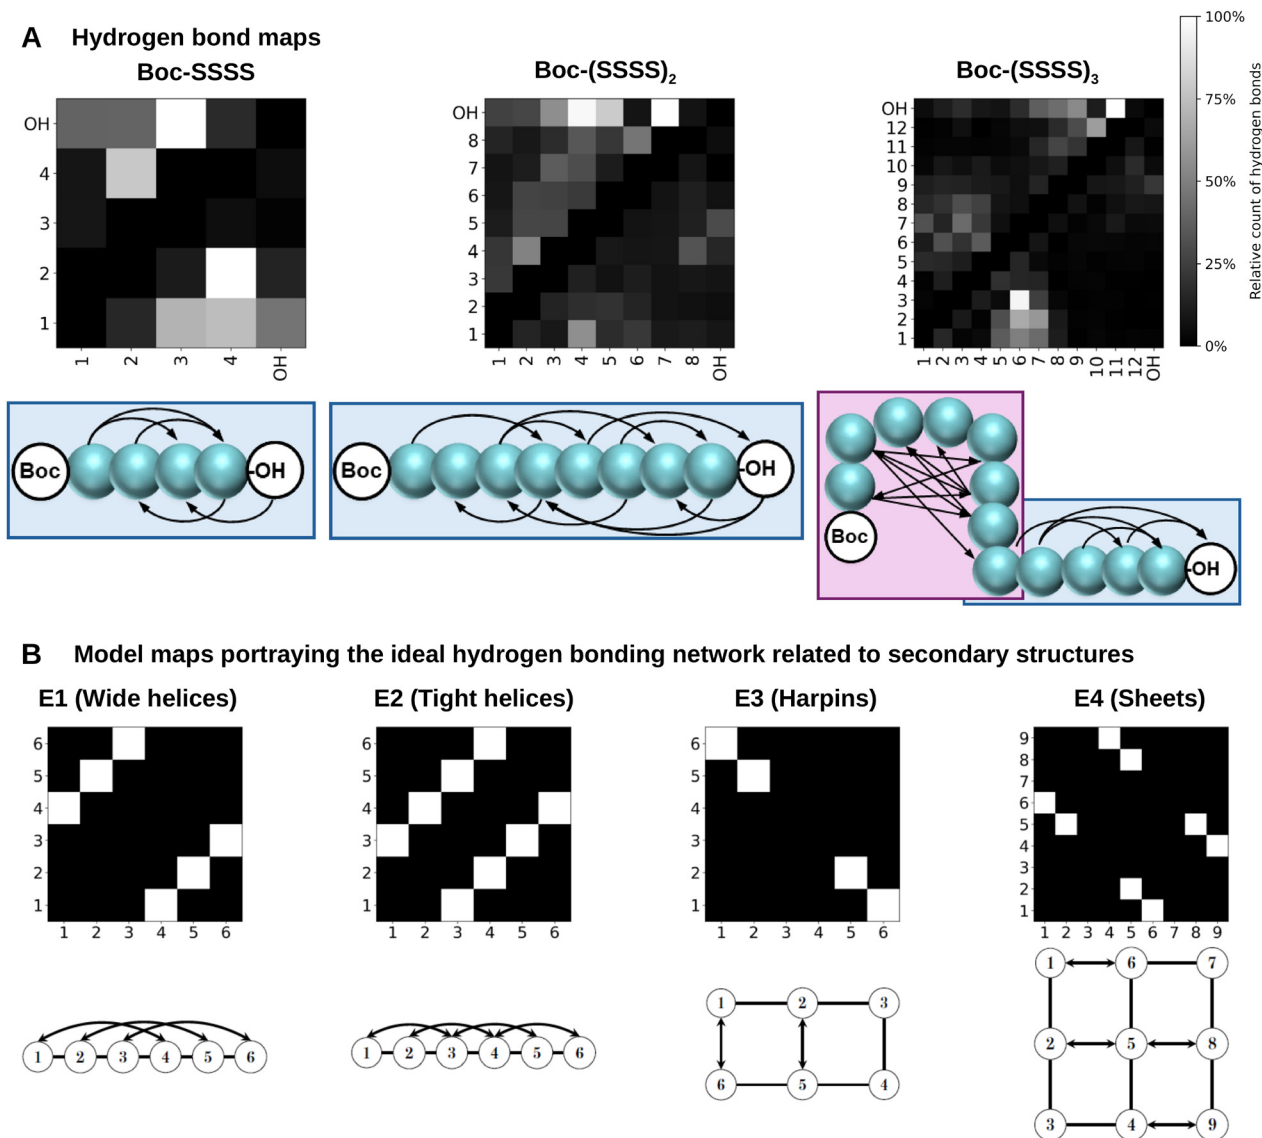 A Hydrogen bond maps
Boc-SSSS
Boc-(SSSS)2
Boc-(SSSS)3
OH
4
3
2
1
1 2 3 4 OH
OH
8
7
6
5
4
3
2
1
1 2 3 4 5 6 7 8 OH
OH
12
11
10
9
8
7
6
5
4
3
2
1
1 2 3 4 5 6 7 8 9 10 11 12 OH
100%
75%
50%
25%
0%
Relative count of hydrogen bonds
Boc -OH
Boc -OH
Boc -OH
B Model maps portraying the ideal hydrogen bonding network related to secondary structures
E1 (Wide helices)
E2 (Tight helices)
E3 (Harpins)
E4 (Sheets)
6
5
4
3
2
1
1 2 3 4 5 6
6
5
4
3
2
1
1 2 3 4 5 6
6
5
4
3
2
1
1 2 3 4 5 6
9
8
7
6
5
4
3
2
1
1 2 3 4 5 6 7 8 9
1 2 3 4 5 6
1 2 3 4 5 6
1 2 3
6 5 4
1 6 7
2 5 8
3 4 9